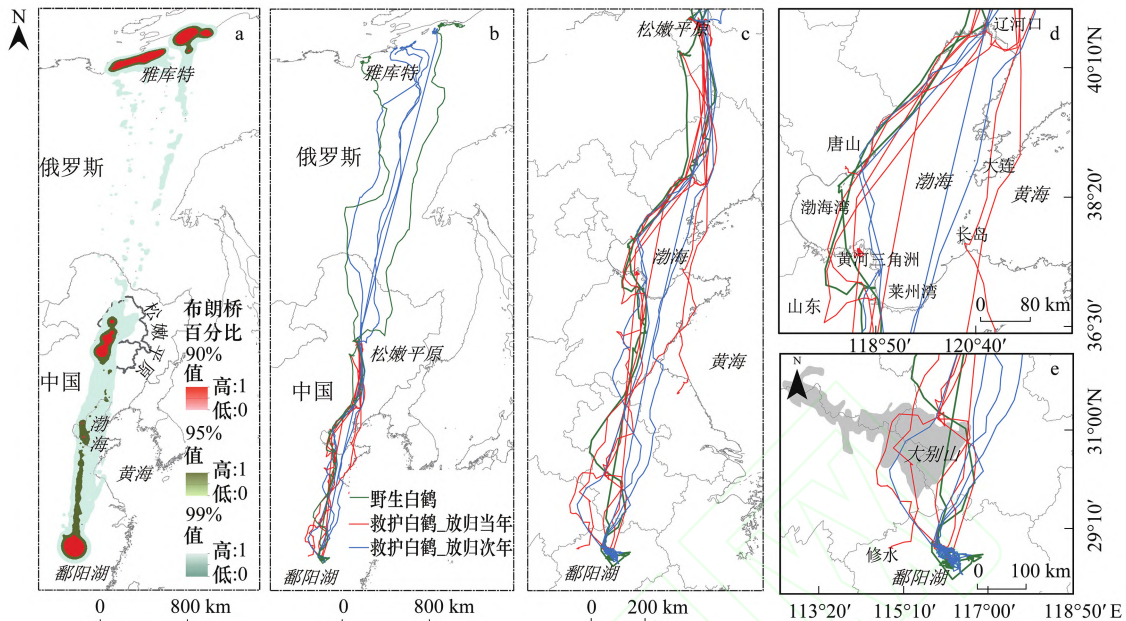 N
a
雅库特
俄罗斯
松嫩平原
中国
渤海
黄海
鄱阳湖
布朗桥
百分比
90%
值
高:1
低:0
95%
值
高:1
低:0
99%
值
高:1
低:0
0 800 km
b
雅库特
俄罗斯
松嫩平原
中国
野生白鹤
救护白鹤_放归当年
救护白鹤_放归次年
鄱阳湖
0 800 km
c
松嫩平原
渤海
黄海
鄱阳湖
0 200 km
d
辽河口
唐山
渤海
大连
黄海
渤海湾
长岛
黄河三角洲
莱州湾
山东
0 80 km
40°10′
38°20′
36°30′
118°50′ 120°40′
N
e
大别山
修水
鄱阳湖
0 100 km
31°00′N
29°10′
113°20′ 115°10′ 117°00′ 118°50′ E